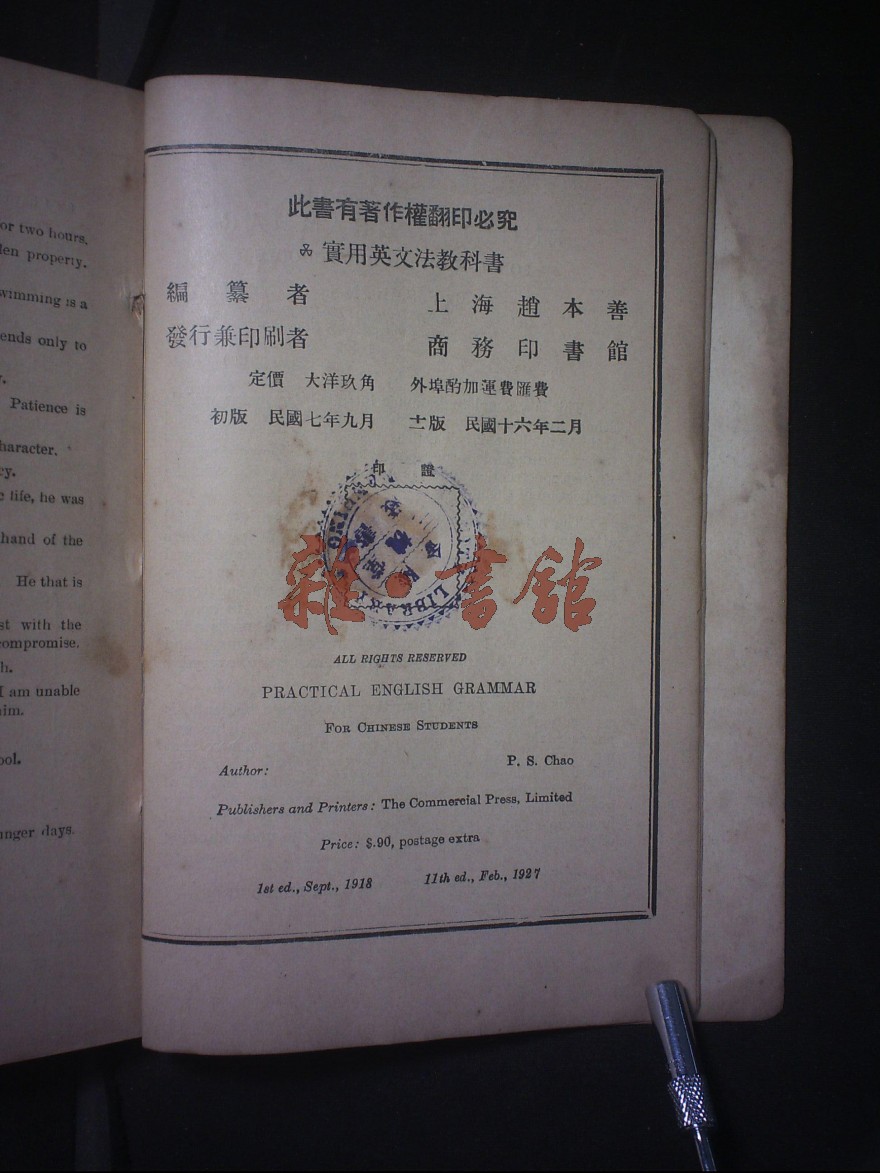 or two hours,
len property.
wimming is a
ends only to
y.
Patience is
haracter.
cy.
c life, he was
hand of the
He that is
st with the
compromise.
h.
I am unable
him.
ool.
unger days.
此書有著作權翻印必究
實用英文法教科書
編纂者 上海趙本善
發行兼印刷者 商務印書館
定價 大洋玖角 外埠酌加運費匯費
初版 民國七年九月 十一版 民國十六年二月
印證
LIBRARY
雜書館
ALL RIGHTS RESERVED
PRACTICAL ENGLISH GRAMMAR
FOR CHINESE STUDENTS
Author: P. S. Chao
Publishers and Printers: The Commercial Press, Limited
Price: $.90, postage extra
1st ed., Sept., 1918 11th ed., Feb., 1927